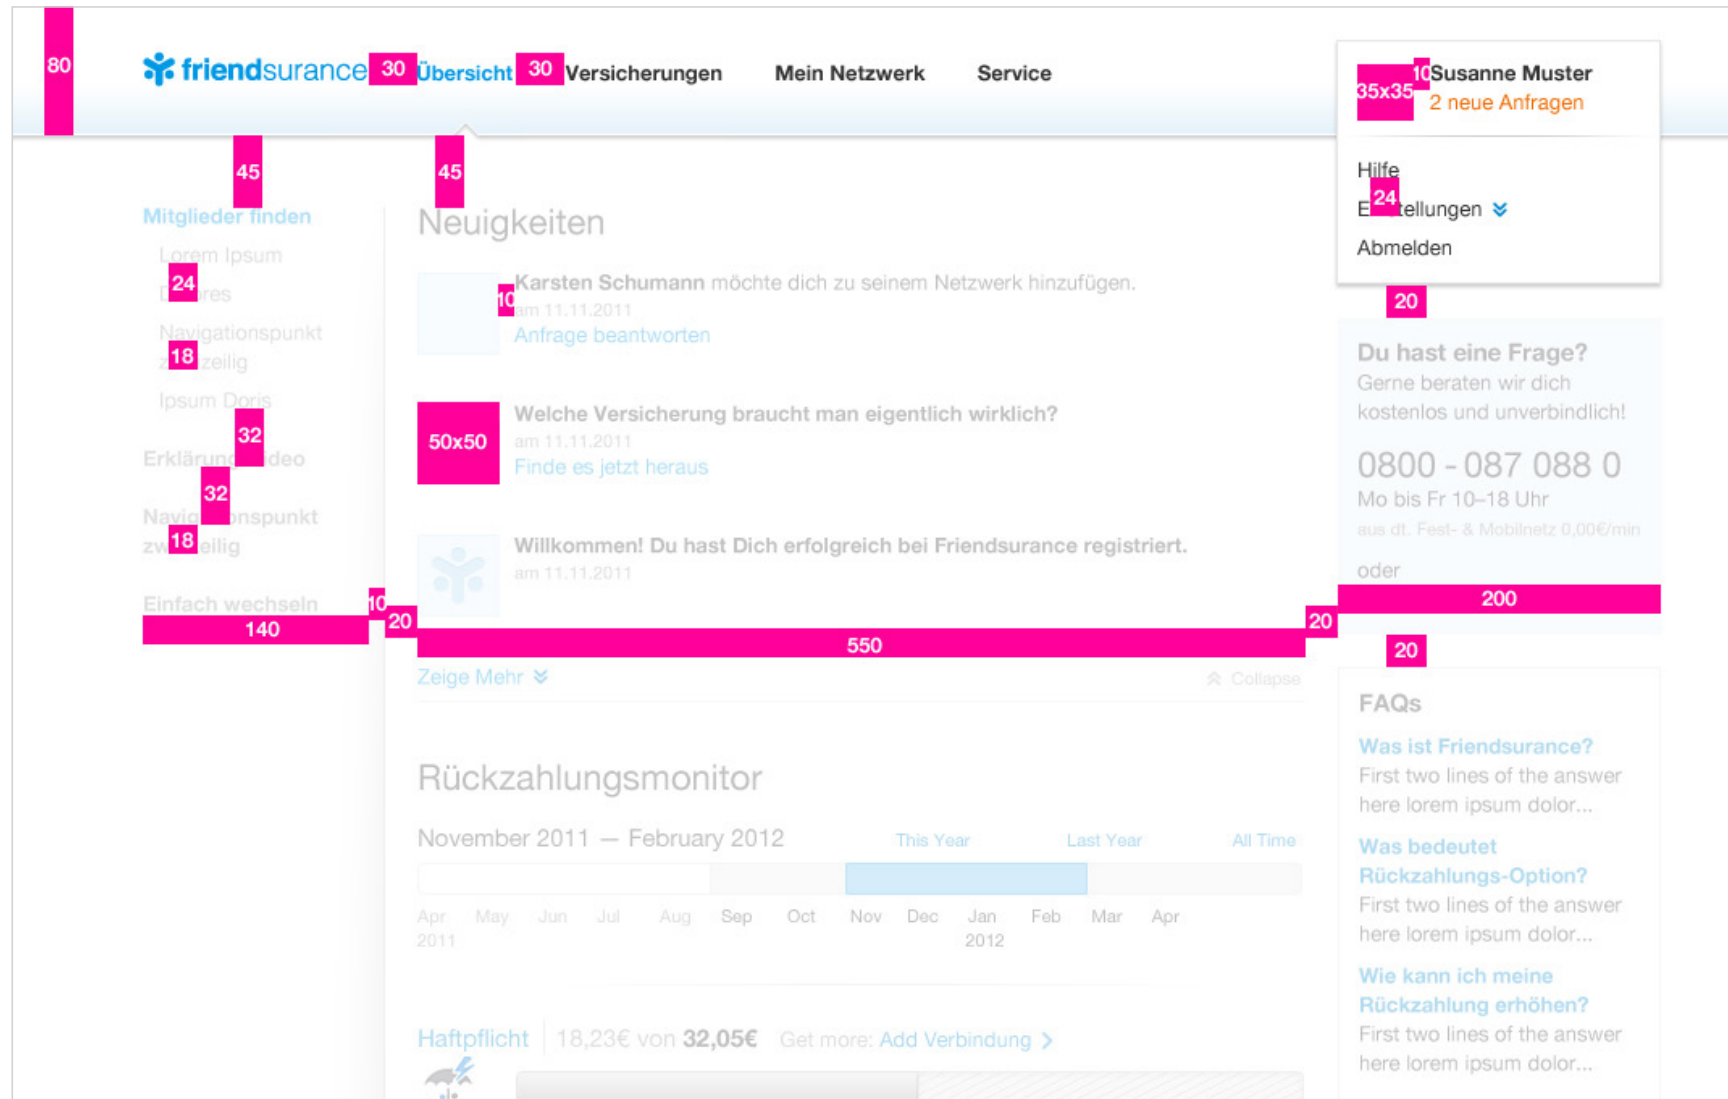 80
friendsurance
30
Übersicht
30
Versicherungen
Mein Netzwerk
Service
35x35
10
Susanne Muster
2 neue Anfragen
Hilfe
24
Abmelden
20
45
45
Mitglieder finden
Lorem Ipsum
24
Navigationspunkt
18
Ipsum Doris
32
32
18
Einfach wechseln
140
10
20
Neuigkeiten
Karsten Schumann möchte dich zu seinem Netzwerk hinzufügen.
10
am 11.11.2011
Anfrage beantworten
50x50
Welche Versicherung braucht man eigentlich wirklich?
am 11.11.2011
Finde es jetzt heraus
Willkommen! Du hast Dich erfolgreich bei Friendsurance registriert.
am 11.11.2011
550
20
Zeige Mehr
Collapse
Rückzahlungsmonitor
November 2011 — February 2012
This Year
Last Year
All Time
Apr May Jun Jul Aug Sep Oct Nov Dec Jan Feb Mar Apr
2011 2012
Haftpflicht 18,23€ von 32,05€ Get more: Add Verbindung
Du hast eine Frage?
Gerne beraten wir dich
kostenlos und unverbindlich!
0800 - 087 088 0
Mo bis Fr 10–18 Uhr
aus dt. Fest- & Mobilnetz 0,00€/min
oder
200
20
FAQs
Was ist Friendsurance?
First two lines of the answer
here lorem ipsum dolor...
Was bedeutet
Rückzahlungs-Option?
First two lines of the answer
here lorem ipsum dolor...
Wie kann ich meine
Rückzahlung erhöhen?
First two lines of the answer
here lorem ipsum dolor...